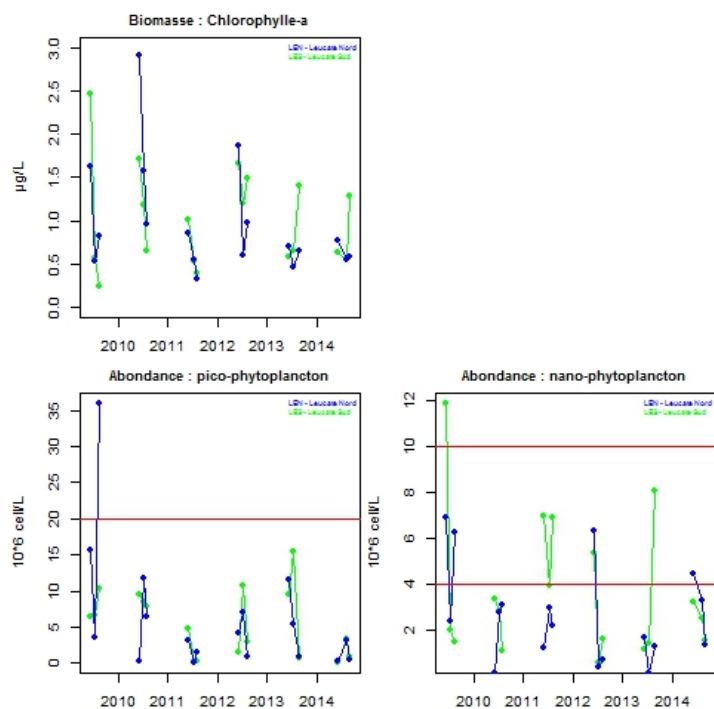 Biomasse : Chlorophylle-a
LEN - Leucate Nord
LES - Leucate Sud
µg/L
3.0
2.5
2.0
1.5
1.0
0.5
0.0
2010 2011 2012 2013 2014
Abondance : pico-phytoplancton
LEN - Leucate Nord
LES - Leucate Sud
10*6 cell/L
35
30
25
20
15
10
5
0
2010 2011 2012 2013 2014
Abondance : nano-phytoplancton
LEN - Leucate Nord
LES - Leucate Sud
10*6 cell/L
12
10
8
6
4
2
2010 2011 2012 2013 2014